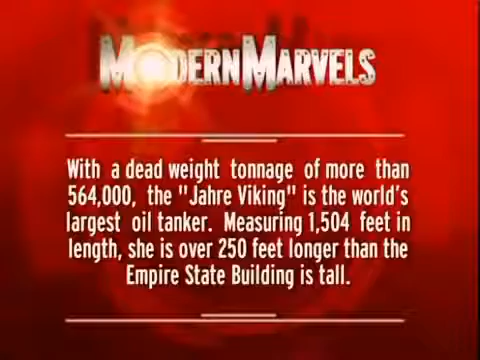 MODERN MARVELS
With a dead weight tonnage of more than
564,000, the "Jahre Viking" is the world's
largest oil tanker. Measuring 1,504 feet in
length, she is over 250 feet longer than the
Empire State Building is tall.